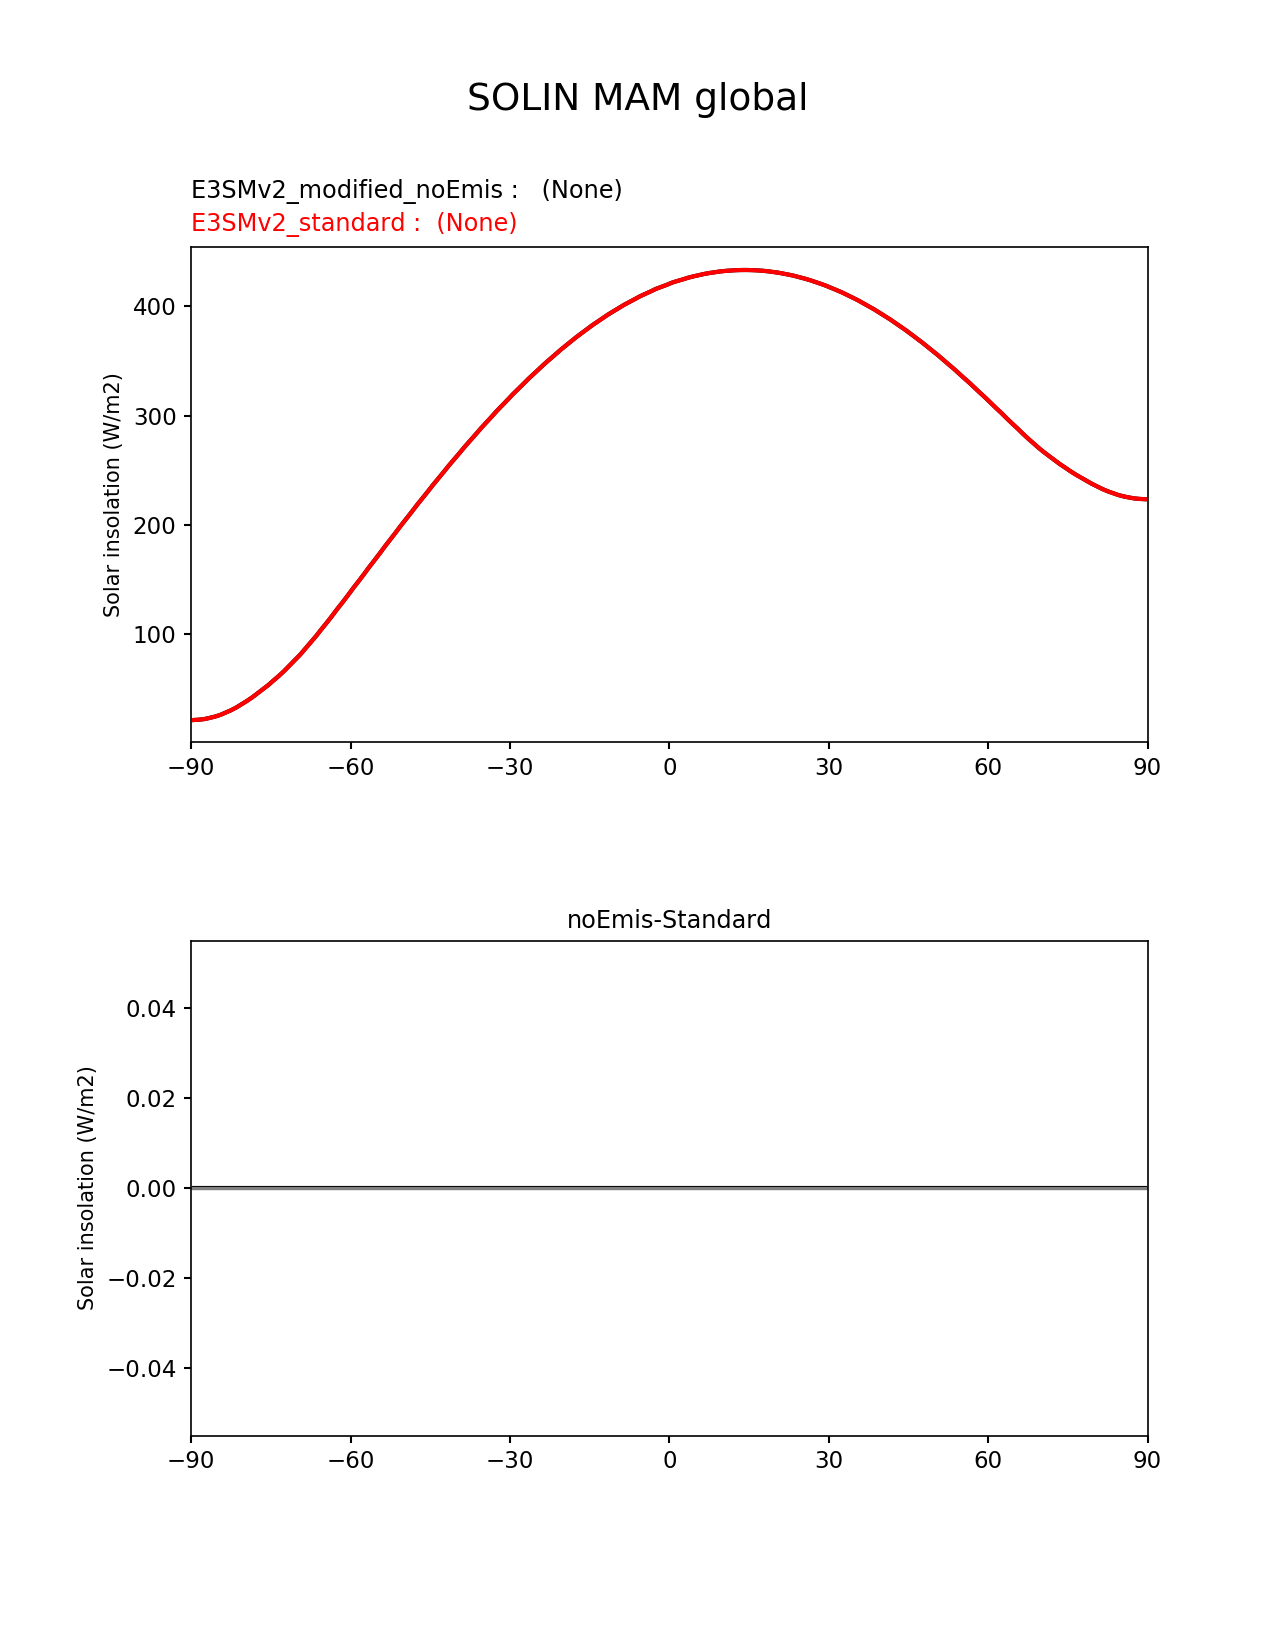 SOLIN MAM global
E3SMv2_modified_noEmis :   (None)
E3SMv2_standard :  (None)
400
300
200
100
Solar insolation (W/m2)
−90 −60 −30 0 30 60 90
noEmis-Standard
0.04
0.02
0.00
−0.02
−0.04
Solar insolation (W/m2)
−90 −60 −30 0 30 60 90